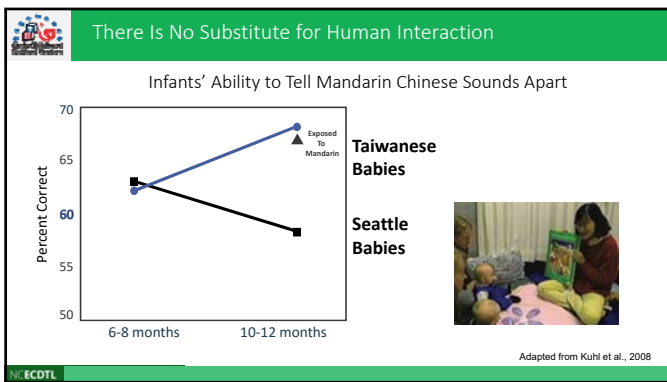 There Is No Substitute for Human Interaction
Infants’ Ability to Tell Mandarin Chinese Sounds Apart
70
65
60
55
50
Percent Correct
Exposed
To
Mandarin
Taiwanese
Babies
Seattle
Babies
6-8 months
10-12 months
Adapted from Kuhl et al., 2008
NCECDTL